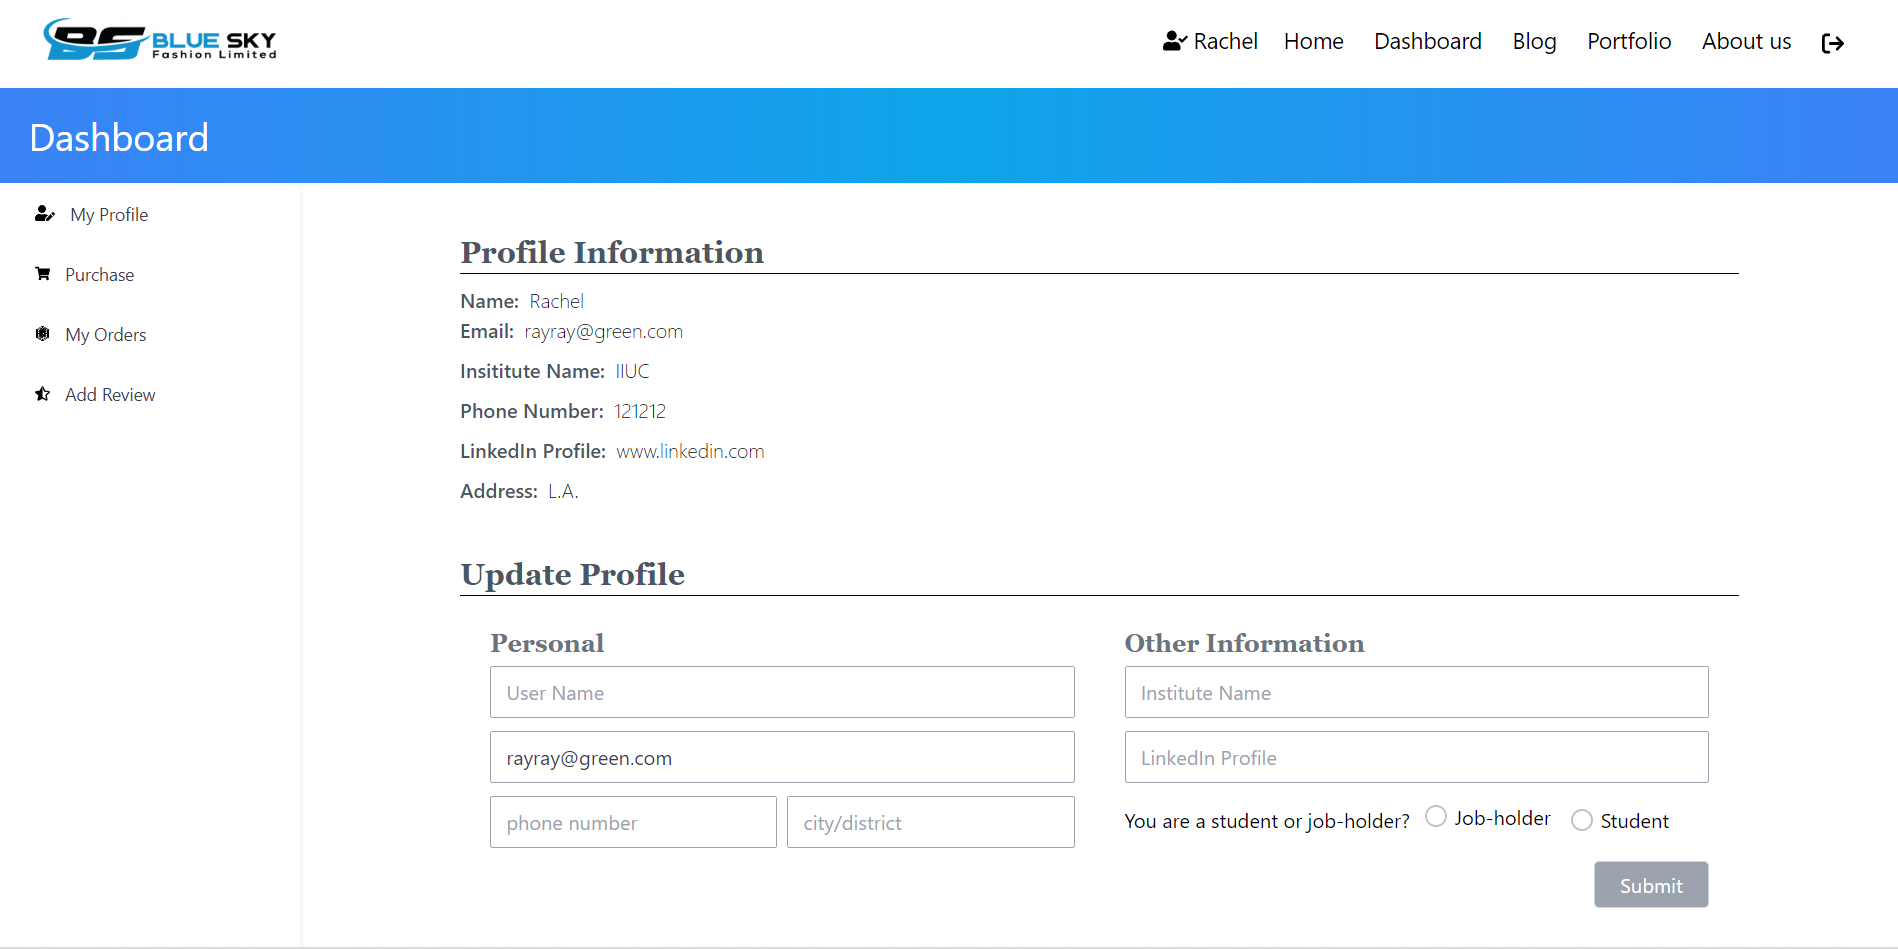 BS BLUE SKY
Fashion Limited
Rachel Home Dashboard Blog Portfolio About us
Dashboard
My Profile
Purchase
My Orders
Add Review
Profile Information
Name: Rachel
Email: rayray@green.com
Insititute Name: IIUC
Phone Number: 121212
LinkedIn Profile: www.linkedin.com
Address: L.A.
Update Profile
Personal
User Name
rayray@green.com
phone number city/district
Other Information
Institute Name
LinkedIn Profile
You are a student or job-holder? Job-holder Student
Submit